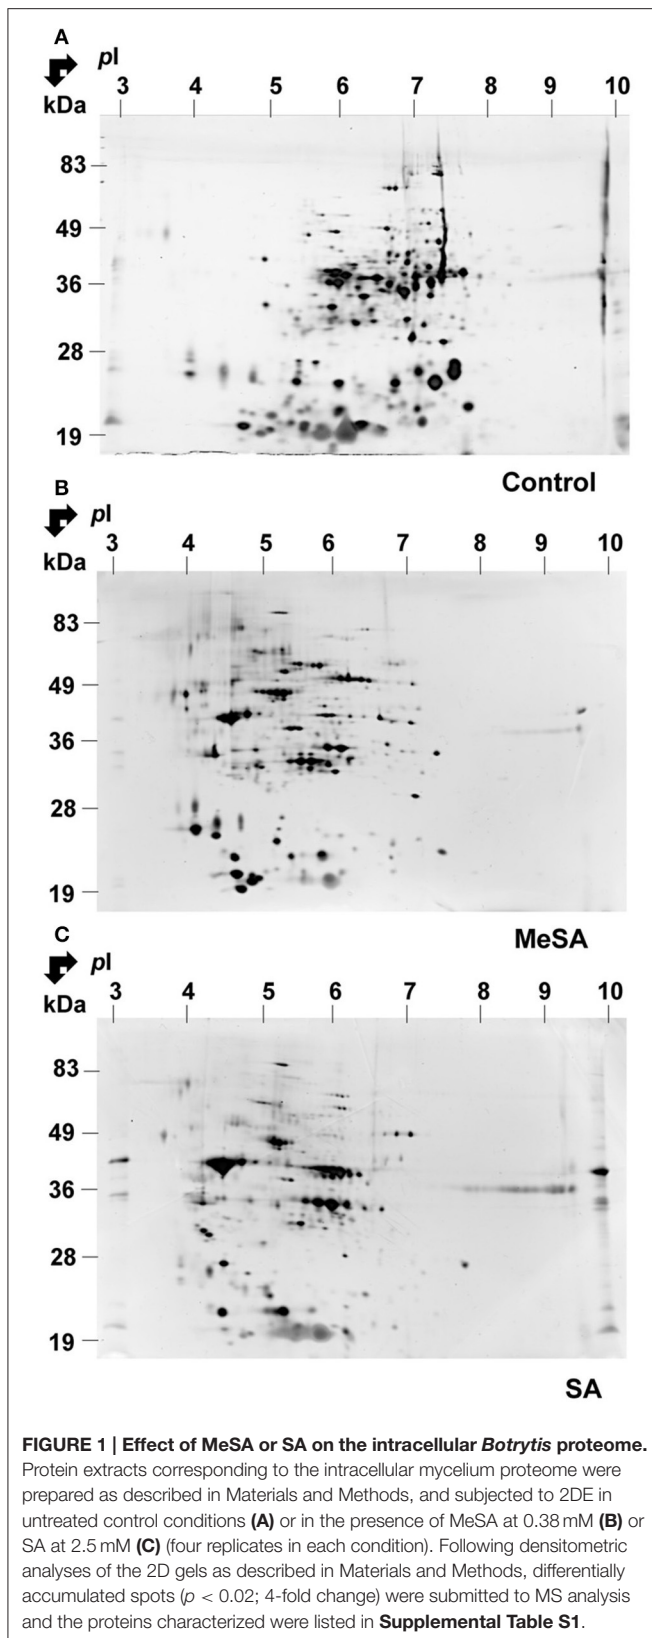 A
pI
3 4 5 6 7 8 9 10
kDa
83
49
36
28
19
Control
B
pI
3 4 5 6 7 8 9 10
kDa
83
49
36
28
19
MeSA
C
pI
3 4 5 6 7 8 9 10
kDa
83
49
36
28
19
SA
FIGURE 1 | Effect of MeSA or SA on the intracellular Botrytis proteome.
Protein extracts corresponding to the intracellular mycelium proteome were
prepared as described in Materials and Methods, and subjected to 2DE in
untreated control conditions (A) or in the presence of MeSA at 0.38 mM (B) or
SA at 2.5 mM (C) (four replicates in each condition). Following densitometric
analyses of the 2D gels as described in Materials and Methods, differentially
accumulated spots (p < 0.02; 4-fold change) were submitted to MS analysis
and the proteins characterized were listed in Supplemental Table S1.